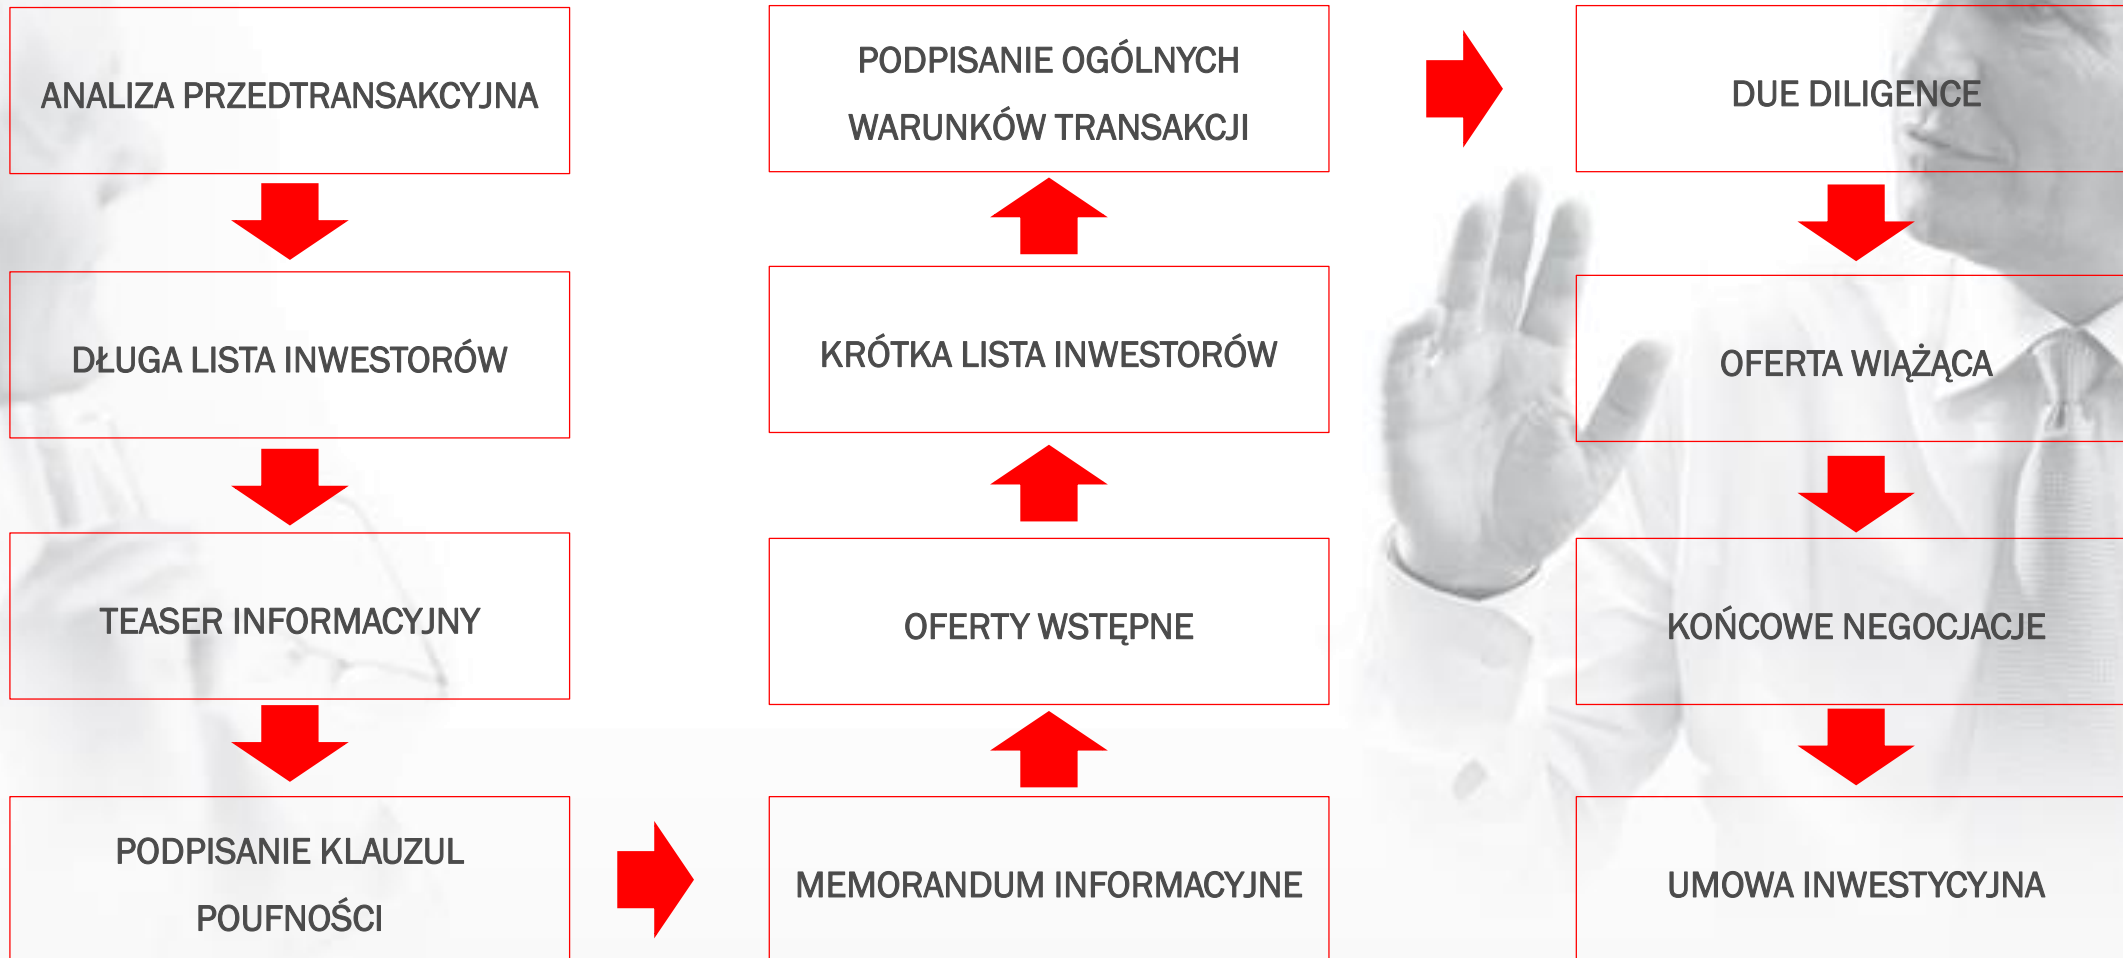 ANALIZA PRZEDTRANSAKCYJNA
DŁUGA LISTA INWESTORÓW
TEASER INFORMACYJNY
PODPISANIE KLAUZUL
POUFNOŚCI
MEMORANDUM INFORMACYJNE
OFERTY WSTĘPNE
KRÓTKA LISTA INWESTORÓW
PODPISANIE OGÓLNYCH
WARUNKÓW TRANSAKCJI
DUE DILIGENCE
OFERTA WIĄŻĄCA
KOŃCOWE NEGOCJACJE
UMOWA INWESTYCYJNA